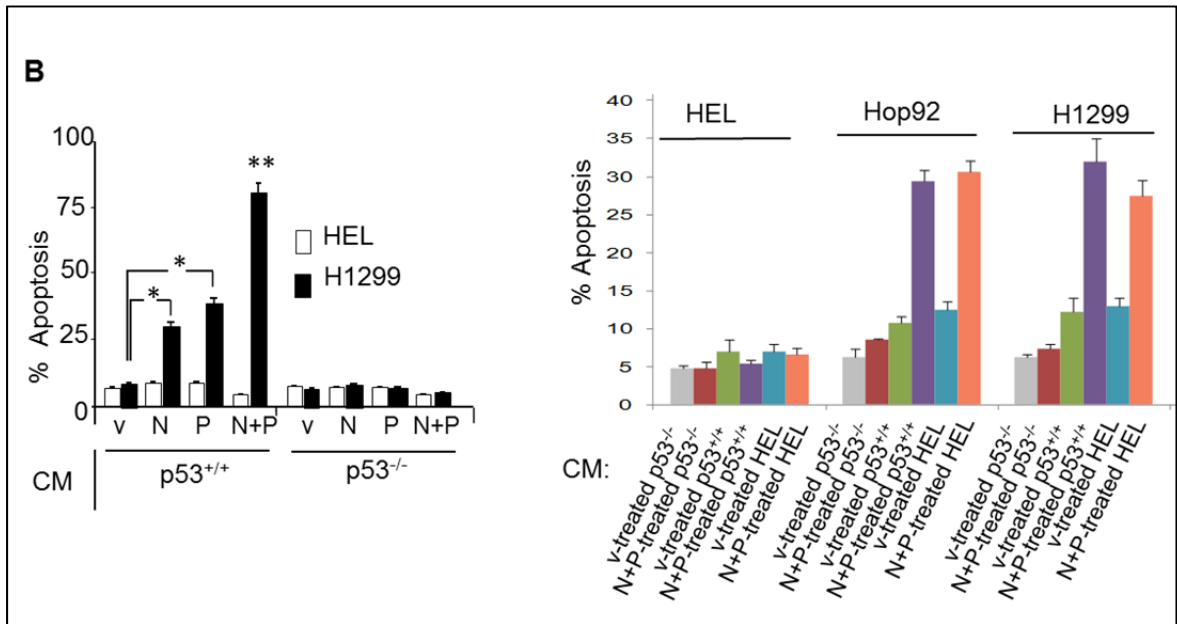 B
% Apoptosis
100
75
50
25
0
*
*
**
HEL
H1299
v N P N+P v N P N+P
CM p53+/+ p53-/-
% Apoptosis
40
35
30
25
20
15
10
5
0
HEL Hop92 H1299
CM:
v-treated p53-/-
N+P-treated p53-/-
v-treated p53+/+
N+P-treated p53+/+
v-treated HEL
N+P-treated HEL
v-treated p53-/-
N+P-treated p53-/-
v-treated p53+/+
N+P-treated p53+/+
v-treated HEL
N+P-treated HEL
v-treated p53-/-
N+P-treated p53-/-
v-treated p53+/+
N+P-treated p53+/+
v-treated HEL
N+P-treated HEL